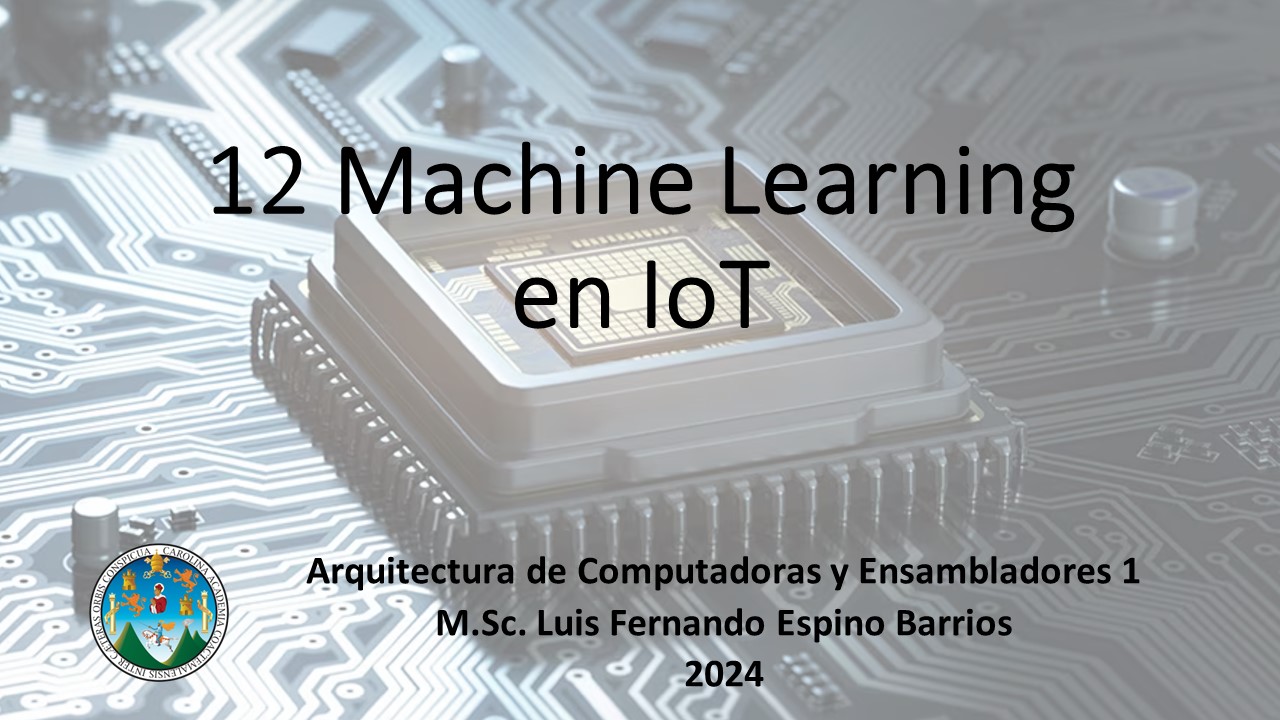 12 Machine Learning
en IoT
Arquitectura de Computadoras y Ensambladores 1
M.Sc. Luis Fernando Espino Barrios
2024
CAROLINA ACADEMIA COACTEMALENSIS INTER CÆTERAS ORBIS CONSPICUA